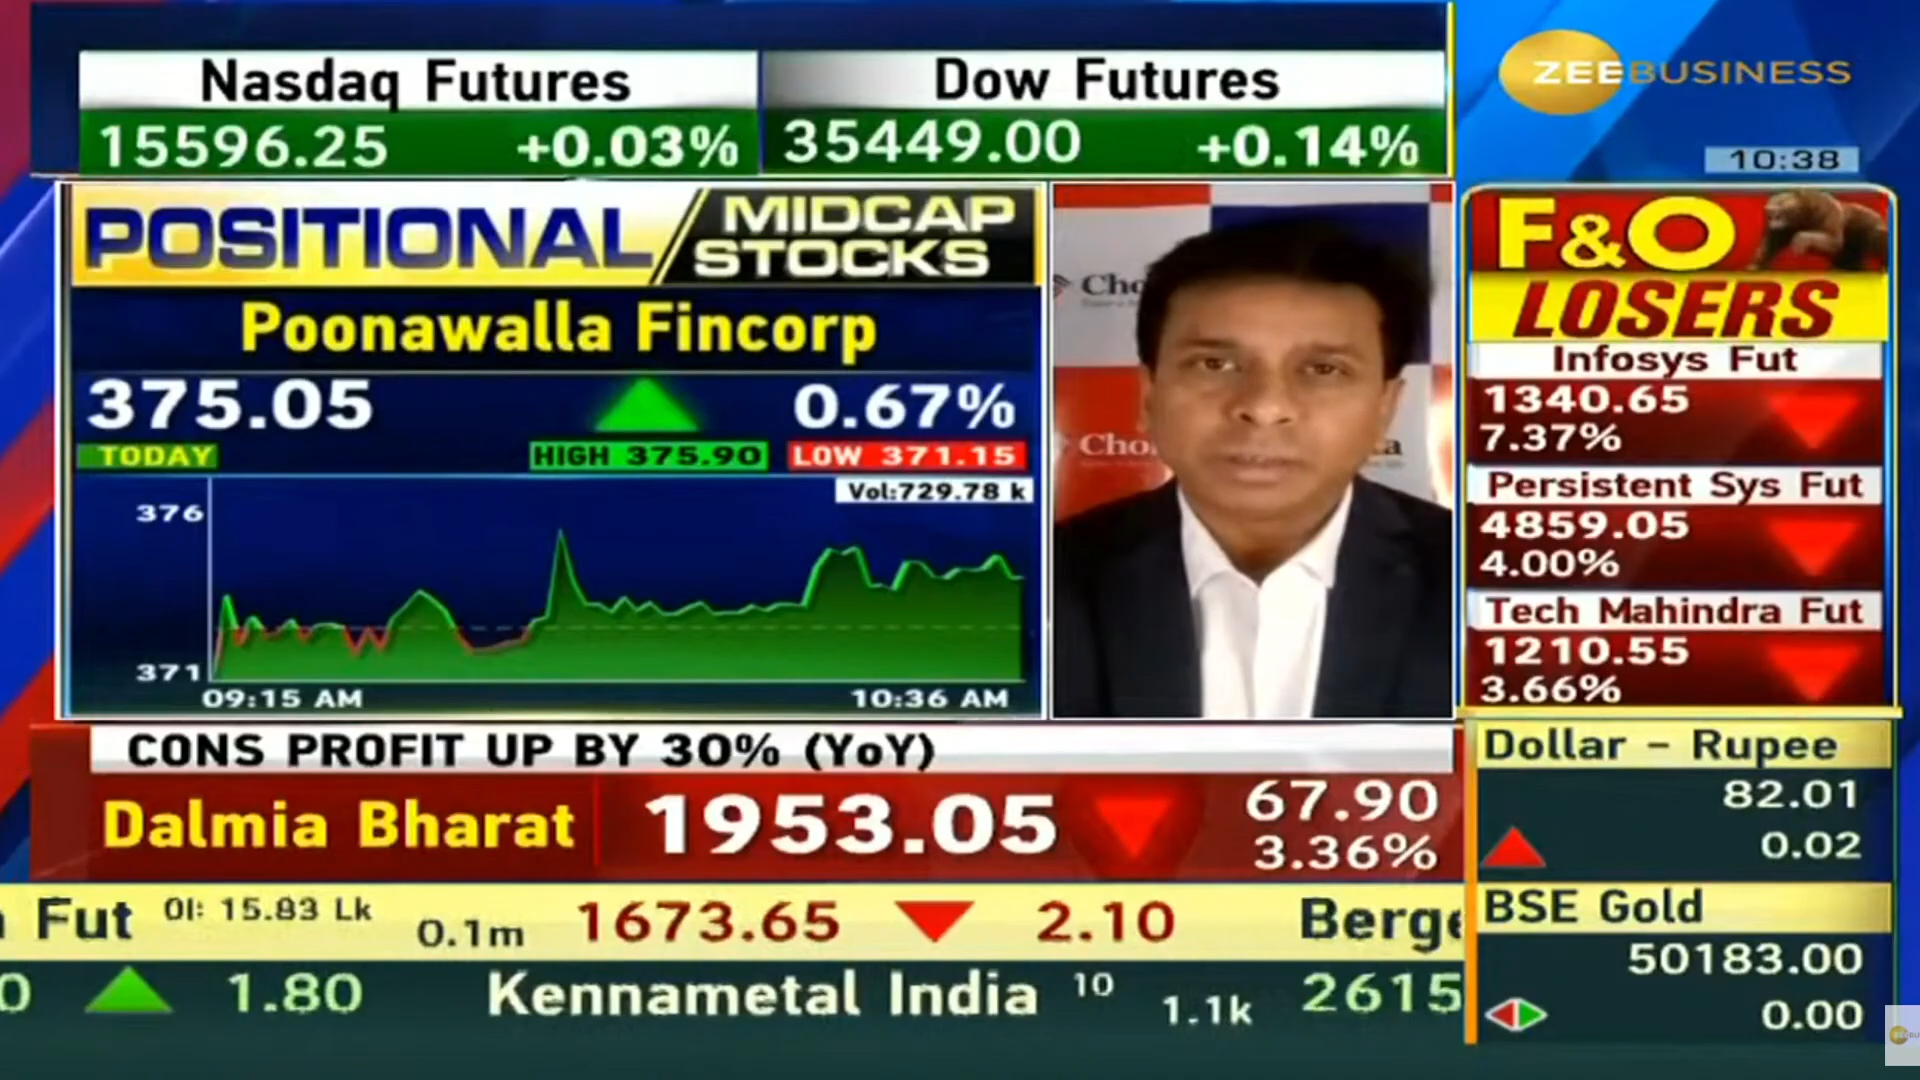 Nasdaq Futures
15596.25 +0.03%
Dow Futures
35449.00 +0.14%
ZEEBUSINESS
10:38
POSITIONAL
MIDCAP
STOCKS
Poonawalla Fincorp
375.05 0.67%
TODAY HIGH 375.90 LOW 371.15
Vol:729.78 k
376
371
09:15 AM 10:36 AM
F&O
LOSERS
Infosys Fut
1340.65
7.37%
Persistent Sys Fut
4859.05
4.00%
Tech Mahindra Fut
1210.55
3.66%
CONS PROFIT UP BY 30% (YoY)
Dalmia Bharat 1953.05 67.90
3.36%
Dollar - Rupee
82.01
0.02
BSE Gold
50183.00
0.00
Fut OI: 15.83 Lk 0.1m 1673.65 2.10 Berge
0 1.80 Kennametal India 10 1.1k 2615